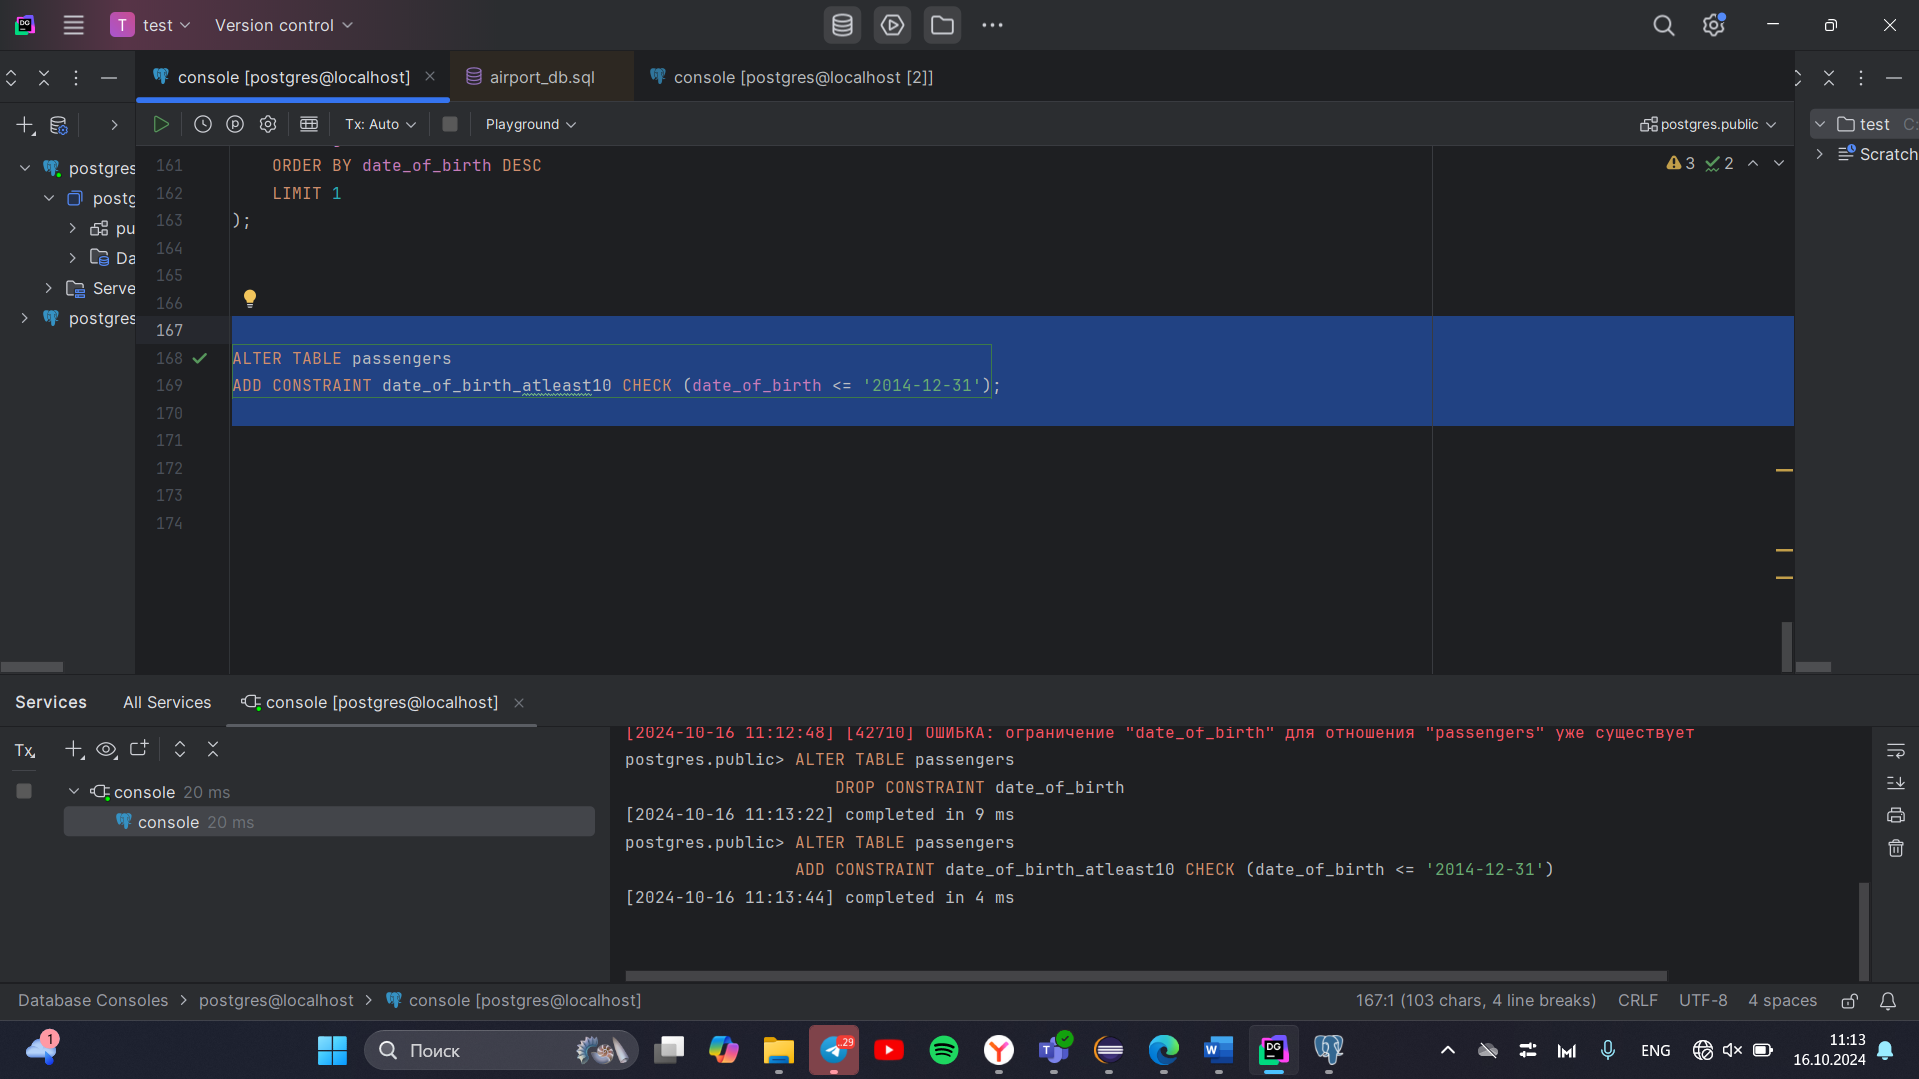 T test Version control
console [postgres@localhost] airport_db.sql console [postgres@localhost [2]]
Tx: Auto Playground postgres.public
161 ORDER BY date_of_birth DESC
162 LIMIT 1
163 );
164
165
166
167
168 ALTER TABLE passengers
169 ADD CONSTRAINT date_of_birth_atleast10 CHECK (date_of_birth <= '2014-12-31');
170
171
172
173
174
3 2
postgres
postg
pu
Da
Serve
postgres
test C:
Scratch
Services All Services console [postgres@localhost]
Tx
console 20 ms
console 20 ms
[2024-10-16 11:12:48] [42710] ОШИБКА: ограничение "date_of_birth" для отношения "passengers" уже существует
postgres.public> ALTER TABLE passengers
DROP CONSTRAINT date_of_birth
[2024-10-16 11:13:22] completed in 9 ms
postgres.public> ALTER TABLE passengers
ADD CONSTRAINT date_of_birth_atleast10 CHECK (date_of_birth <= '2014-12-31')
[2024-10-16 11:13:44] completed in 4 ms
Database Consoles > postgres@localhost > console [postgres@localhost] 167:1 (103 chars, 4 line breaks) CRLF UTF-8 4 spaces
1 Поиск .29 ENG 11:13
16.10.2024